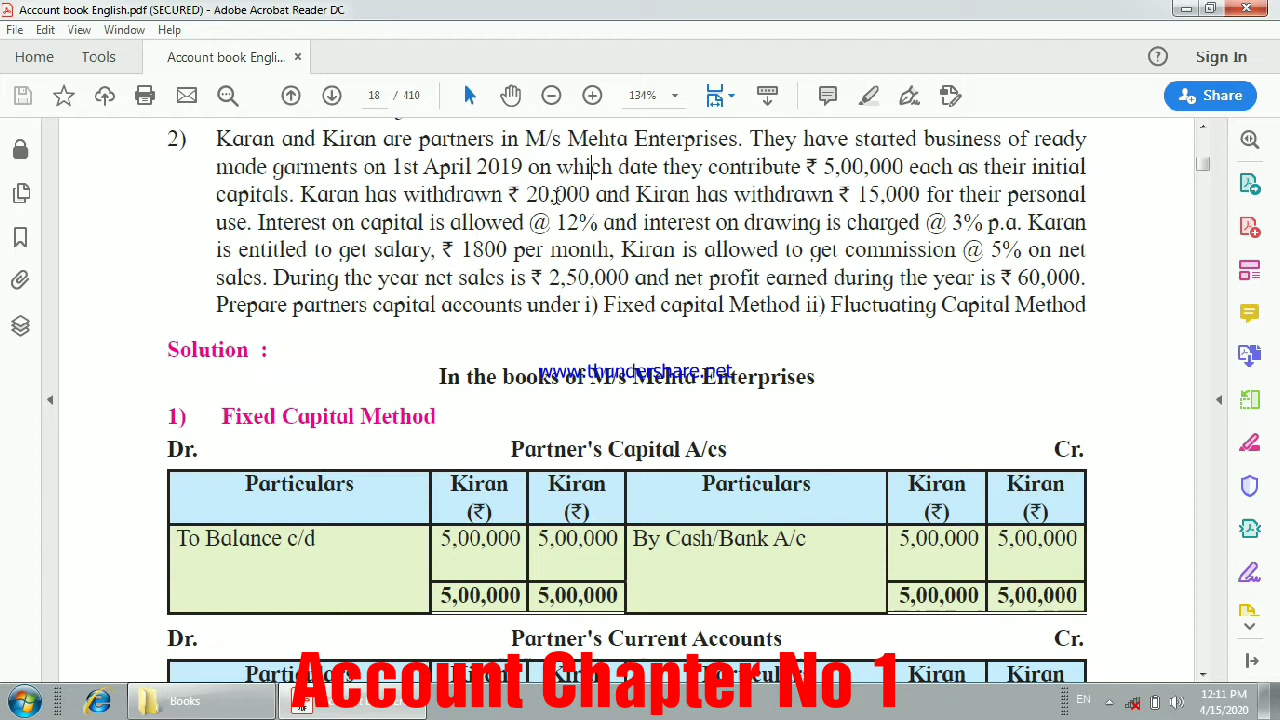 Account book English.pdf (SECURED) - Adobe Acrobat Reader DC
File Edit View Window Help
Home Tools Account book Engli... × Sign In
18 / 410 134% Share
2) Karan and Kiran are partners in M/s Mehta Enterprises. They have started business of ready
made garments on 1st April 2019 on which date they contribute ₹ 5,00,000 each as their initial
capitals. Karan has withdrawn ₹ 20,000 and Kiran has withdrawn ₹ 15,000 for their personal
use. Interest on capital is allowed @ 12% and interest on drawing is charged @ 3% p.a. Karan
is entitled to get salary, ₹ 1800 per month, Kiran is allowed to get commission @ 5% on net
sales. During the year net sales is ₹ 2,50,000 and net profit earned during the year is ₹ 60,000.
Prepare partners capital accounts under i) Fixed capital Method ii) Fluctuating Capital Method
Solution :
www.thundershare.net
In the books of M/s Mehta Enterprises
1) Fixed Capital Method
Dr. Partner's Capital A/cs Cr.
Particulars Kiran Kiran Particulars Kiran Kiran
(₹) (₹) (₹) (₹)
To Balance c/d 5,00,000 5,00,000 By Cash/Bank A/c 5,00,000 5,00,000
5,00,000 5,00,000 5,00,000 5,00,000
Dr. Partner's Current Accounts Cr.
Particulars Kiran Kiran Particulars Kiran Kiran
Account Chapter No 1
Books
EN 12:11 PM
4/15/2020